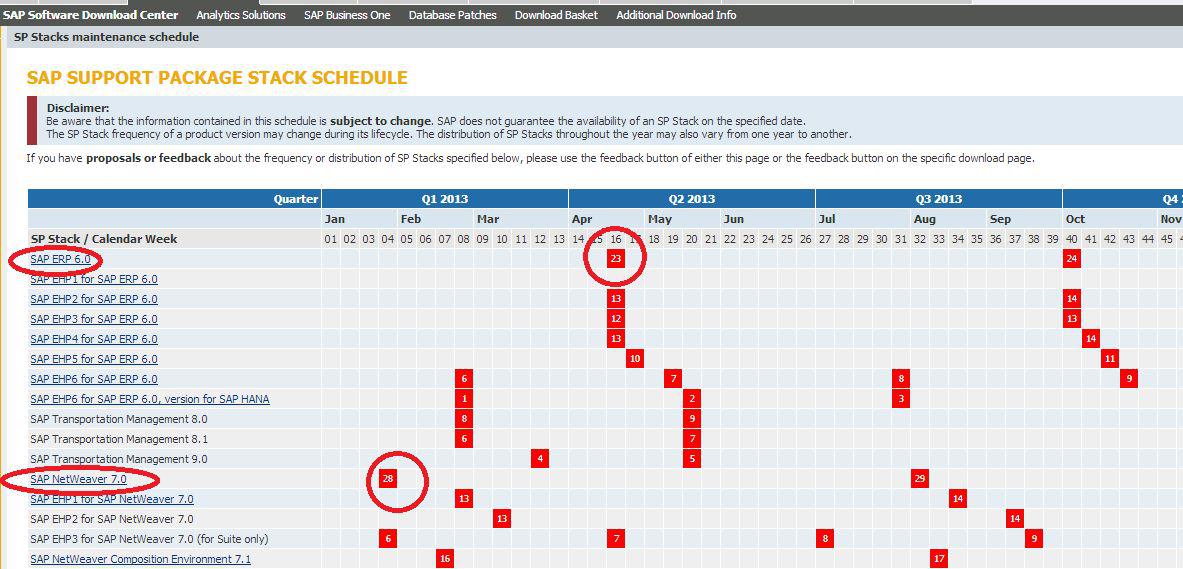 SAP Software Download Center Analytics Solutions SAP Business One Database Patches Download Basket Additional Download Info
SP Stacks maintenance schedule
SAP SUPPORT PACKAGE STACK SCHEDULE
Disclaimer:
Be aware that the information contained in this schedule is subject to change. SAP does not guarantee the availability of an SP Stack on the specified date.
The SP Stack frequency of a product version may change during its lifecycle. The distribution of SP Stacks throughout the year may also vary from one year to another.
If you have proposals or feedback about the frequency or distribution of SP Stacks specified below, please use the feedback button of either this page or the feedback button on the specific download page.
Quarter Q1 2013 Q2 2013 Q3 2013 Q4
Jan Feb Mar Apr May Jun Jul Aug Sep Oct Nov
SP Stack / Calendar Week 01 02 03 04 05 06 07 08 09 10 11 12 13 14 15 16 17 18 19 20 21 22 23 24 25 26 27 28 29 30 31 32 33 34 35 36 37 38 39 40 41 42 43 44 45 4
SAP ERP 6.0 23 24
SAP EHP1 for SAP ERP 6.0
SAP EHP2 for SAP ERP 6.0 13 14
SAP EHP3 for SAP ERP 6.0 12 13
SAP EHP4 for SAP ERP 6.0 13 14
SAP EHP5 for SAP ERP 6.0 10 11
SAP EHP6 for SAP ERP 6.0 6 7 8 9
SAP EHP6 for SAP ERP 6.0, version for SAP HANA 1 2 3
SAP Transportation Management 8.0 8 9
SAP Transportation Management 8.1 6 7
SAP Transportation Management 9.0 4 5
SAP NetWeaver 7.0 28 29
SAP EHP1 for SAP NetWeaver 7.0 13 14
SAP EHP2 for SAP NetWeaver 7.0 13 14
SAP EHP3 for SAP NetWeaver 7.0 (for Suite only) 6 7 8 9
SAP NetWeaver Composition Environment 7.1 16 17